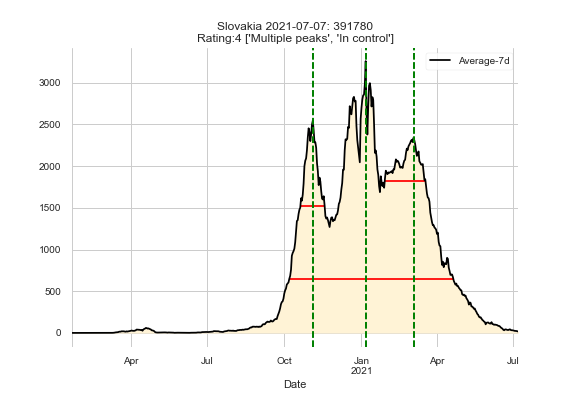 Slovakia 2021-07-07: 391780
Rating:4 ['Multiple peaks', 'In control']
Average-7d
3000
2500
2000
1500
1000
500
0
Apr Jul Oct Jan Apr Jul
2021
Date